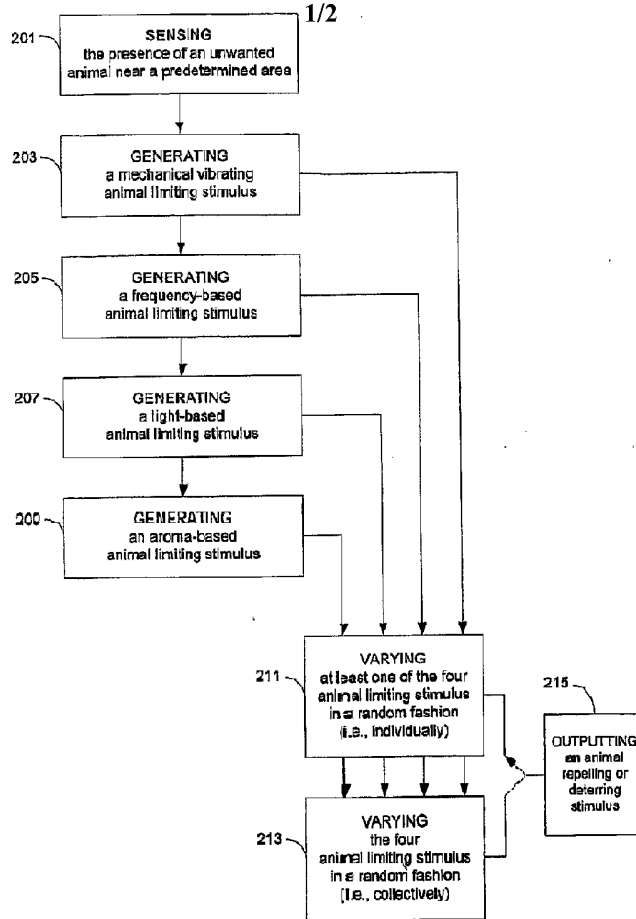 1/2
201
SENSING
the presence of an unwanted
animal near a predetermined area
203
GENERATING
a mechanical vibrating
animal limiting stimulus
205
GENERATING
a frequency-based
animal limiting stimulus
207
GENERATING
a light-based
animal limiting stimulus
200
GENERATING
an aroma-based
animal limiting stimulus
211
VARYING
at least one of the four
animal limiting stimulus
in a random fashion
(i.e., individually)
215
OUTPUTTING
an animal
repelling or
deterring
stimulus
213
VARYING
the four
animal limiting stimulus
in a random fashion
(i.e., collectively)